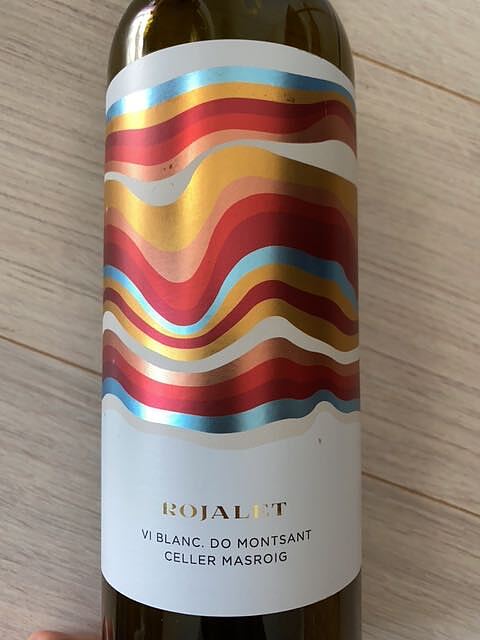 ROJALET
VI BLANC. DO MONTSANT
CELLER MASROIG